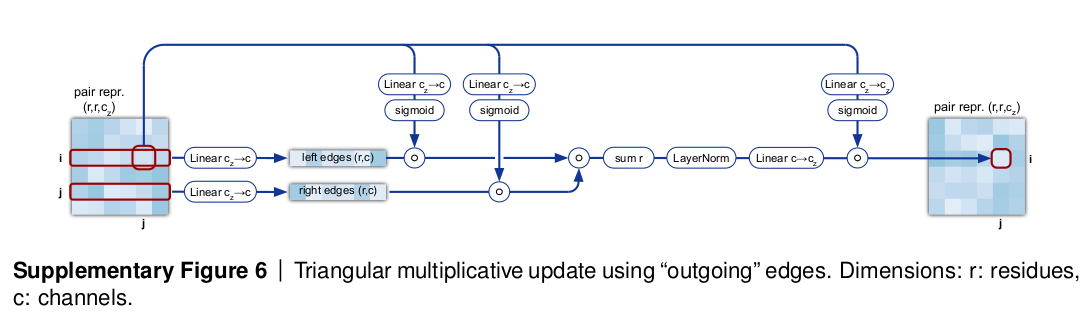 pair repr.
(r,r,c_z)
i
j
j
Linear c_z→c
Linear c_z→c
left edges (r,c)
right edges (r,c)
Linear c_z→c
sigmoid
Linear c_z→c
sigmoid
sum r
LayerNorm
Linear c→c_z
Linear c_z→c_z
sigmoid
pair repr. (r,r,c_z)
i
j
Supplementary Figure 6 | Triangular multiplicative update using “outgoing” edges. Dimensions: r: residues,
c: channels.